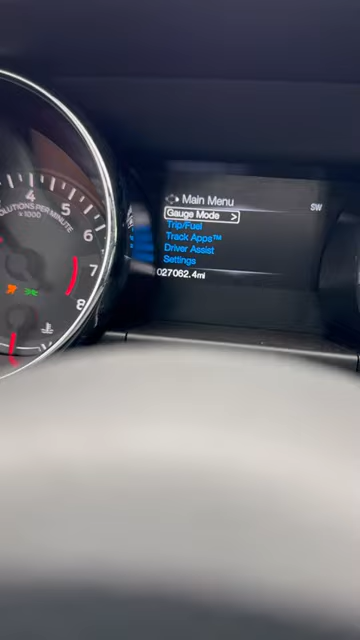 Main Menu
SW
Gauge Mode >
Trip/Fuel
Track Apps™
Driver Assist
Settings
027062.4mi
4
5
6
7
8
REVOLUTIONS PER MINUTE
x 1000